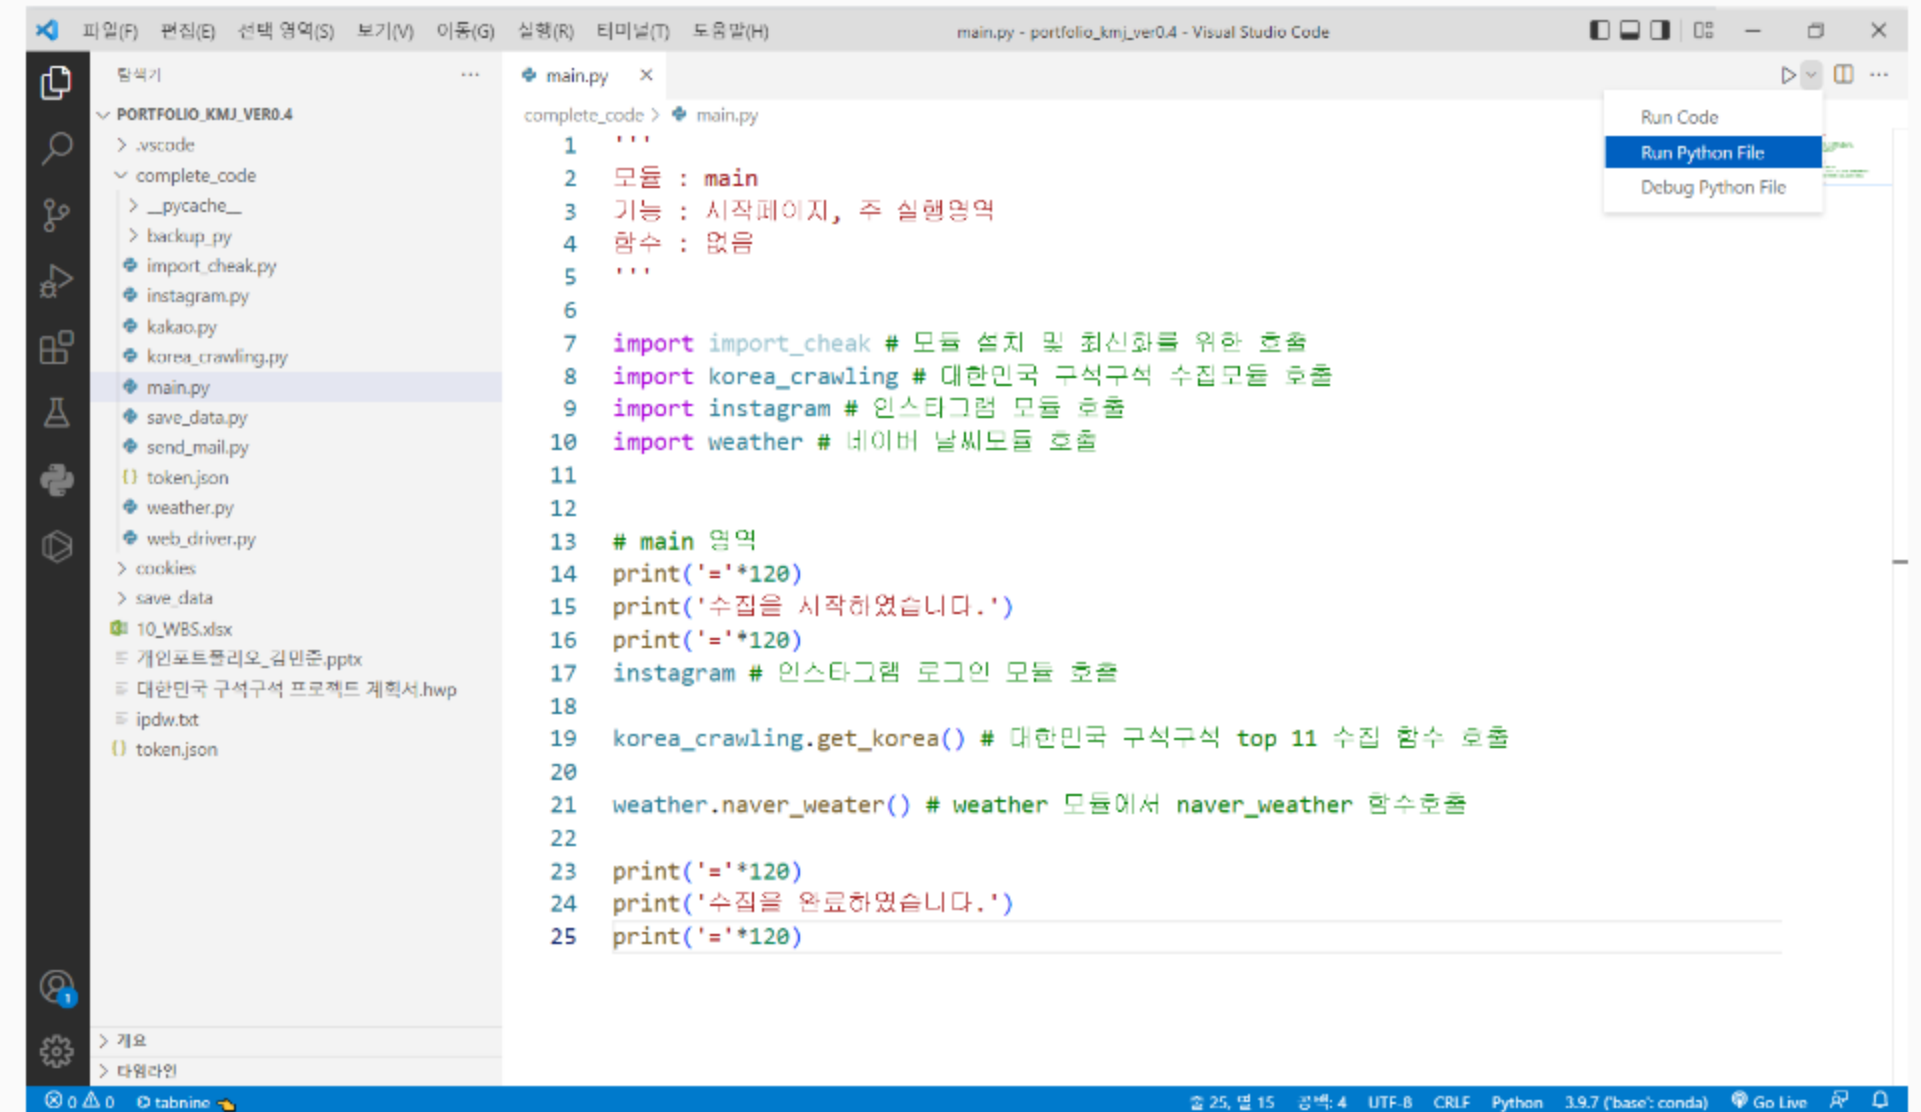 파일(F) 편집(E) 선택 영역(S) 보기(V) 이동(G) 실행(R) 터미널(T) 도움말(H) main.py - portfolio_kmj_ver0.4 - Visual Studio Code
탐색기 ···
main.py
PORTFOLIO_KMJ_VER0.4
.vscode
complete_code
__pycache__
backup_py
import_cheak.py
instagram.py
kakao.py
korea_crawling.py
main.py
save_data.py
send_mail.py
{} token.json
weather.py
web_driver.py
cookies
save_data
10_WBS.xlsx
개인포트폴리오_김민준.pptx
대한민국 구석구석 프로젝트 계획서.hwp
ipdw.txt
{} token.json
개요
타임라인
complete_code > main.py
1 '''
2 모듈 : main
3 기능 : 시작페이지, 주 실행영역
4 함수 : 없음
5 '''
6
7 import import_cheak # 모듈 설치 및 최신화를 위한 호출
8 import korea_crawling # 대한민국 구석구석 수집모듈 호출
9 import instagram # 인스타그램 모듈 호출
10 import weather # 네이버 날씨모듈 호출
11
12
13 # main 영역
14 print('='*120)
15 print('수집을 시작하였습니다.')
16 print('='*120)
17 instagram # 인스타그램 로그인 모듈 호출
18
19 korea_crawling.get_korea() # 대한민국 구석구석 top 11 수집 함수 호출
20
21 weather.naver_weater() # weather 모듈에서 naver_weather 함수호출
22
23 print('='*120)
24 print('수집을 완료하였습니다.')
25 print('='*120)
Run Code
Run Python File
Debug Python File
1
0 0 tabnine 줄 25, 열 15 공백: 4 UTF-8 CRLF Python 3.9.7 ('base': conda) Go Live